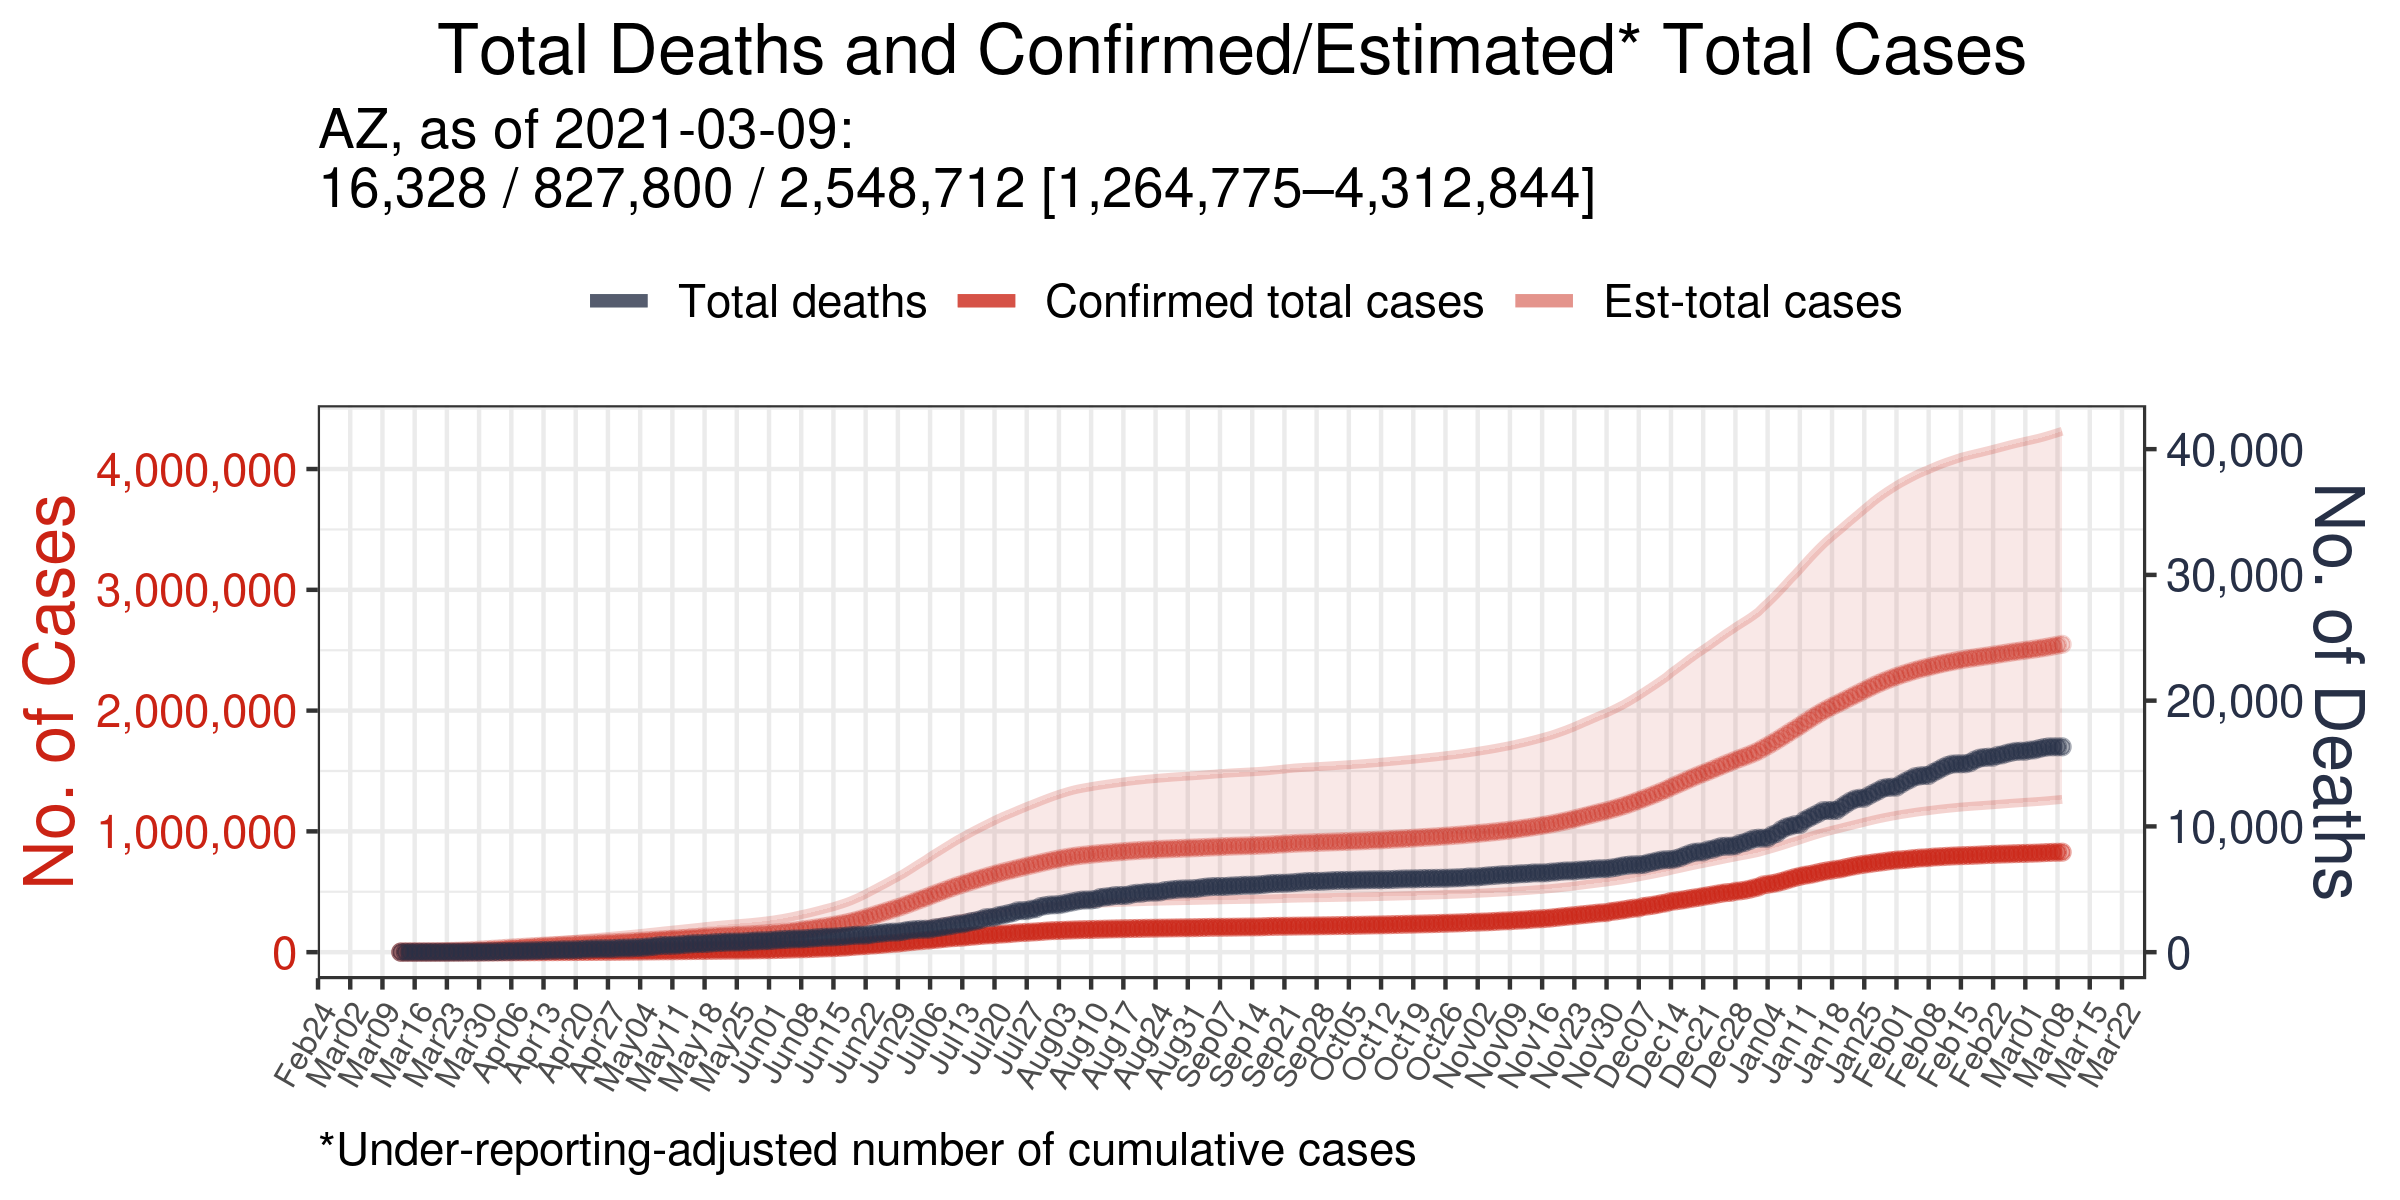 Total Deaths and Confirmed/Estimated* Total Cases
AZ, as of 2021-03-09:
16,328 / 827,800 / 2,548,712 [1,264,775–4,312,844]
Total deaths
Confirmed total cases
Est-total cases
No. of Cases
4,000,000
3,000,000
2,000,000
1,000,000
0
40,000
30,000
20,000
10,000
0
No. of Deaths
Feb24
Mar02
Mar09
Mar16
Mar23
Mar30
Apr06
Apr13
Apr20
Apr27
May04
May11
May18
May25
Jun01
Jun08
Jun15
Jun22
Jun29
Jul06
Jul13
Jul20
Jul27
Aug03
Aug10
Aug17
Aug24
Aug31
Sep07
Sep14
Sep21
Sep28
Oct05
Oct12
Oct19
Oct26
Nov02
Nov09
Nov16
Nov23
Nov30
Dec07
Dec14
Dec21
Dec28
Jan04
Jan11
Jan18
Jan25
Feb01
Feb08
Feb15
Feb22
Mar01
Mar08
Mar15
Mar22
*Under-reporting-adjusted number of cumulative cases